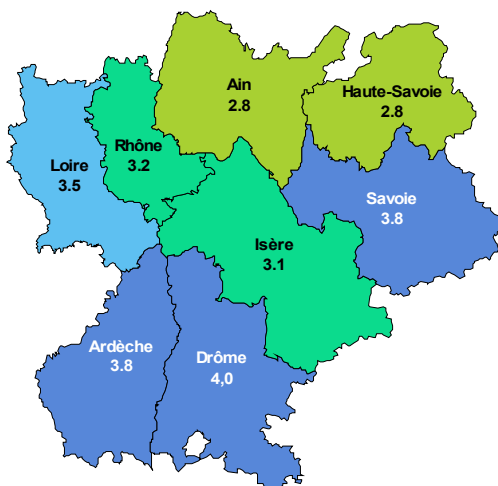 Ain
2.8
Haute-Savoie
2.8
Rhône
3.2
Loire
3.5
Savoie
3.8
Isère
3.1
Ardèche
3.8
Drôme
4,0